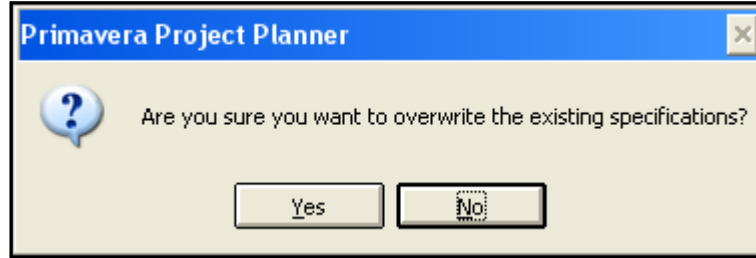 Primavera Project Planner
Are you sure you want to overwrite the existing specifications?
Yes No